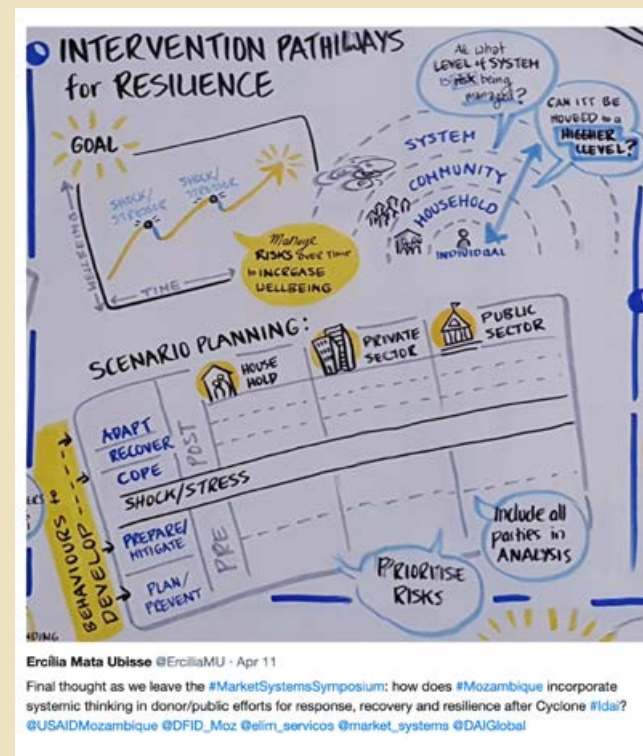 INTERVENTION PATHWAYS
for RESILIENCE
GOAL
SHOCK/
STRESSOR
SHOCK/
STRESSOR
WELLBEING
TIME
Manage
RISKS OVER TIME
to INCREASE
WELLBEING
At what
LEVEL of SYSTEM
is risk being
managed?
CAN IT BE
MOVED to a
HIGHER
LEVEL?
SYSTEM
COMMUNITY
HOUSEHOLD
INDIVIDUAL
SCENARIO PLANNING:
HOUSE
HOLD
PRIVATE
SECTOR
PUBLIC
SECTOR
BEHAVIOURS to
DEVELOP
ADAPT
RECOVER
COPE
POST
SHOCK/STRESS
PREPARE/
MITIGATE
PLAN/
PREVENT
PRE
PRIORITISE
RISKS
Include all
parties in
ANALYSIS
Ercília Mata Ubisse @ErciliaMU · Apr 11
Final thought as we leave the #MarketSystemsSymposium: how does #Mozambique incorporate
systemic thinking in donor/public efforts for response, recovery and resilience after Cyclone #Idai?
@USAIDMozambique @DFID_Moz @elim_servicos @market_systems @DAIGlobal